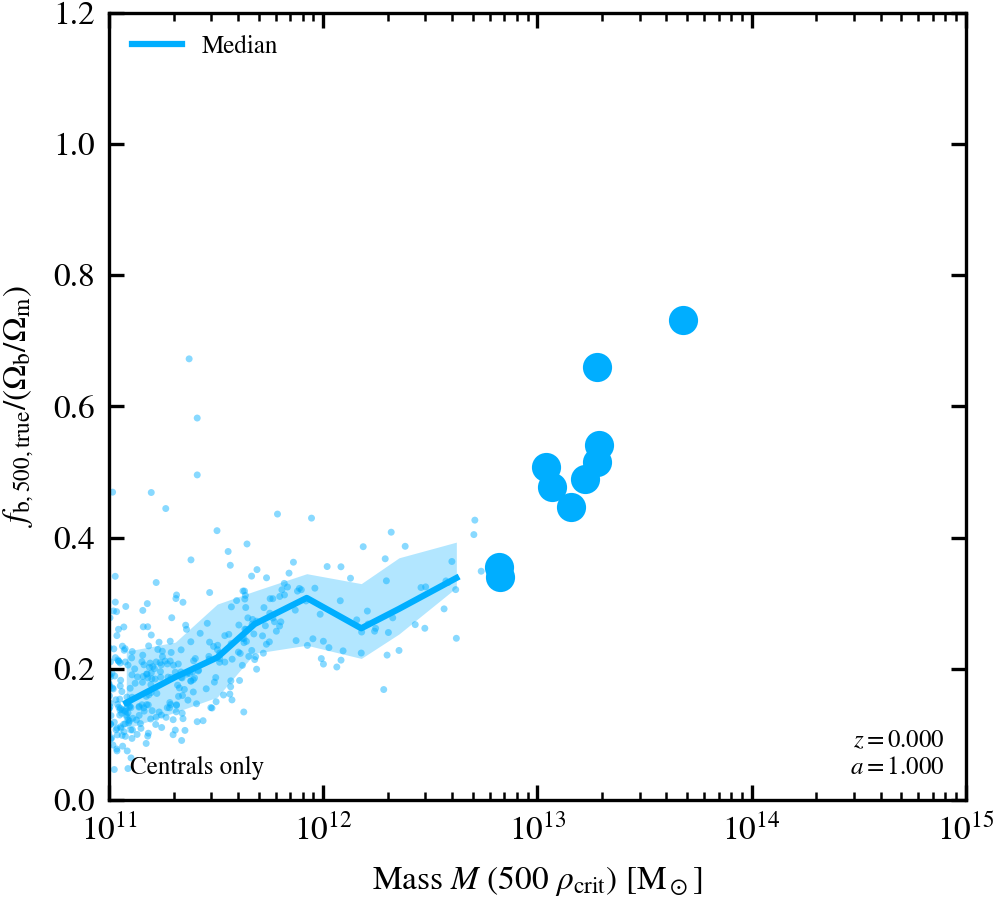 1.2
Median
1.0
0.8
0.6
0.4
0.2
0.0
f_b, 500, true/(Ω_b/Ω_m)
Centrals only
z = 0.000
a = 1.000
10^11
10^12
10^13
10^14
10^15
Mass M (500 ρ_crit) [M_⊙]